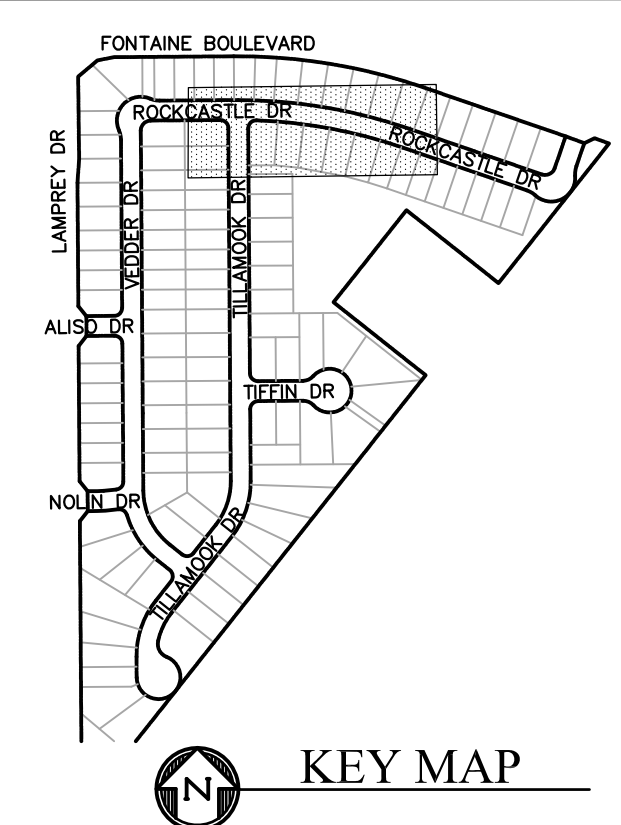 FONTAINE BOULEVARD
ROCKCASTLE DR
ROCKCASTLE DR
LAMPREY DR
VEDDER DR
TILLAMOOK DR
ALISO DR
TIFFIN DR
NOLIN DR
TILLAMOOK DR
KEY MAP
N